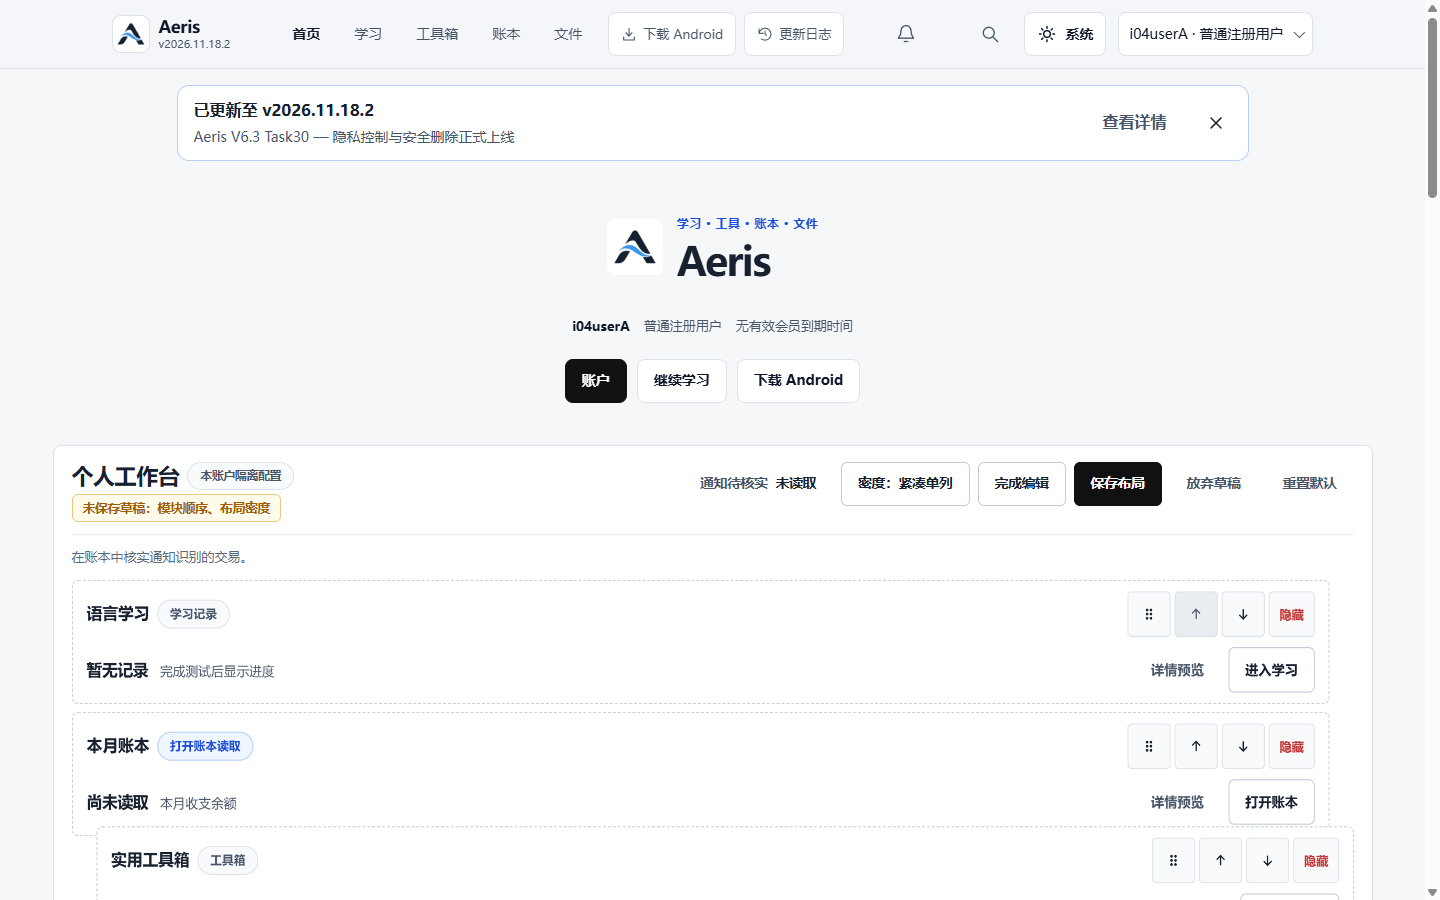 Aeris
v2026.11.18.2
首页 学习 工具箱 账本 文件 下载 Android 更新日志 系统 i04userA · 普通注册用户
已更新至 v2026.11.18.2
Aeris V6.3 Task30 — 隐私控制与安全删除正式上线
查看详情
学习 • 工具 • 账本 • 文件
Aeris
i04userA 普通注册用户 无有效会员到期时间
账户 继续学习 下载 Android
个人工作台 本账户隔离配置
未保存草稿：模块顺序、布局密度
通知待核实 未读取 密度：紧凑单列 完成编辑 保存布局 放弃草稿 重置默认
在账本中核实通知识别的交易。
语言学习 学习记录 ↑ ↓ 隐藏
暂无记录 完成测试后显示进度 详情预览 进入学习
本月账本 打开账本读取 ↑ ↓ 隐藏
尚未读取 本月收支余额 详情预览 打开账本
实用工具箱 工具箱 ↑ ↓ 隐藏